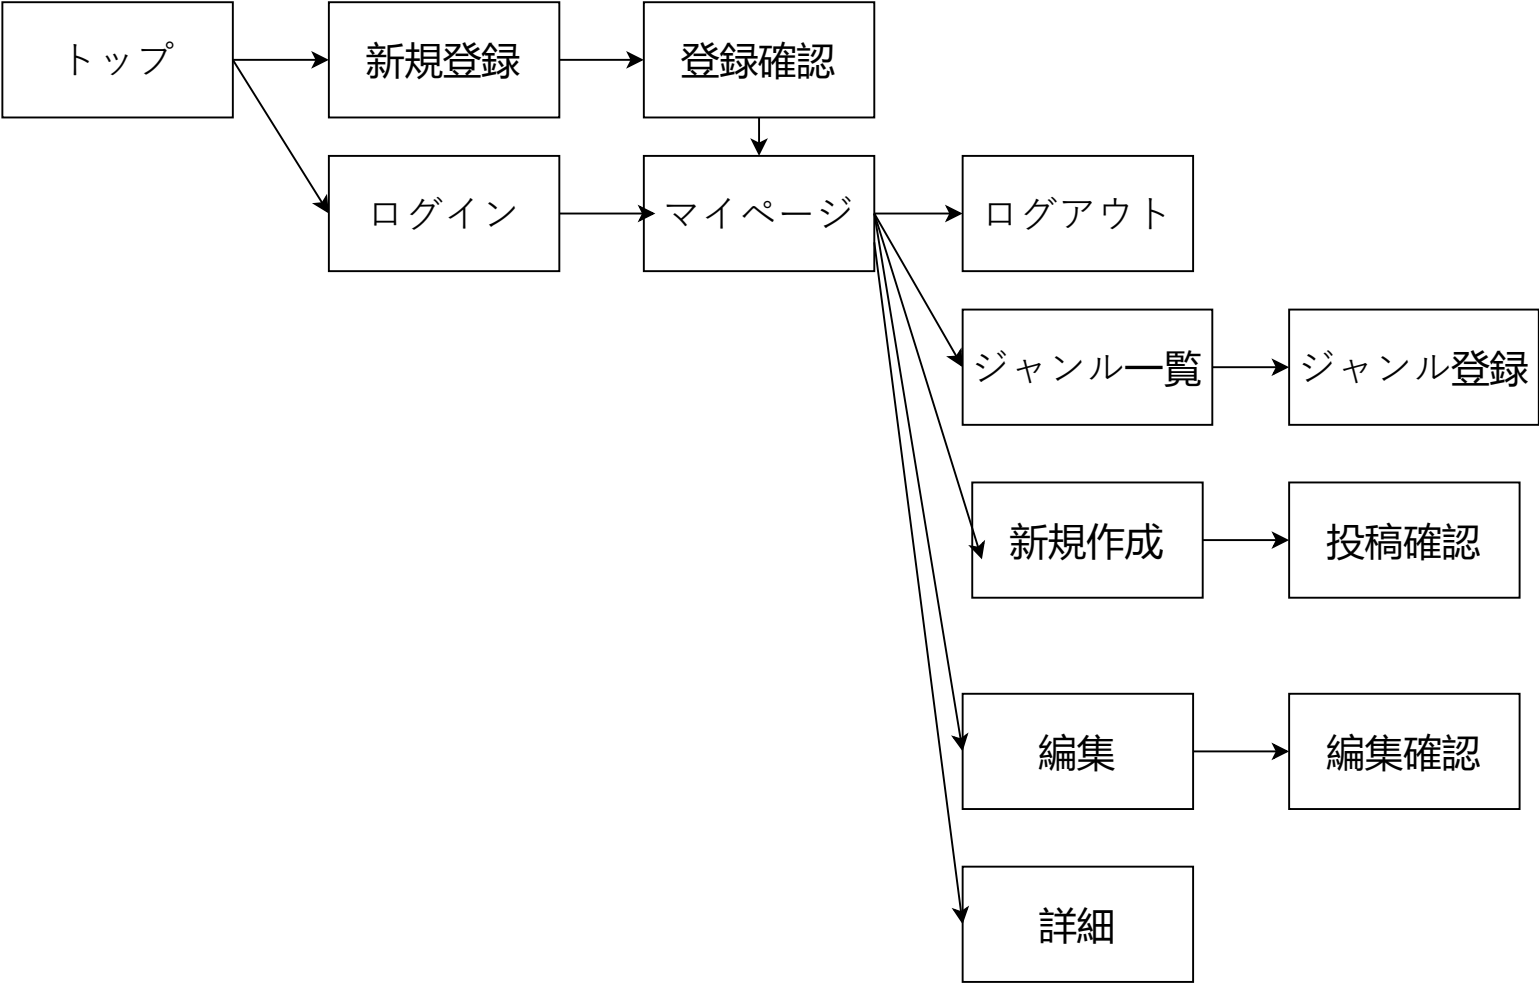 トップ
新規登録
登録確認
ログイン
マイページ
ログアウト
ジャンル一覧
ジャンル登録
新規作成
投稿確認
編集
編集確認
詳細